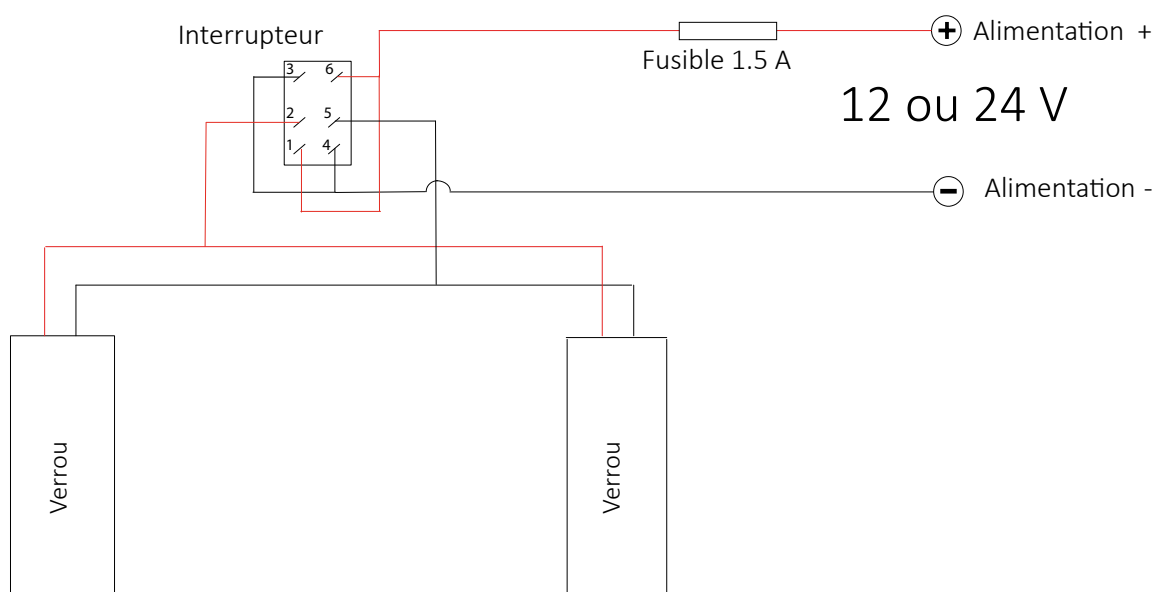 Interrupteur
Alimentation +
Fusible 1.5 A
3 6
12 ou 24 V
2 5
1 4
Alimentation -
Verrou
Verrou